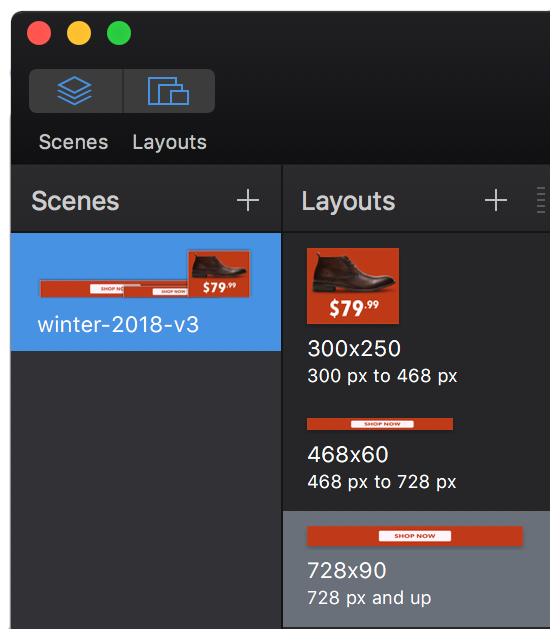 Scenes Layouts
Scenes
SHOP NOW
SHOP NOW
$79.99
winter-2018-v3
Layouts
$79.99
300x250
300 px to 468 px
SHOP NOW
468x60
468 px to 728 px
SHOP NOW
728x90
728 px and up